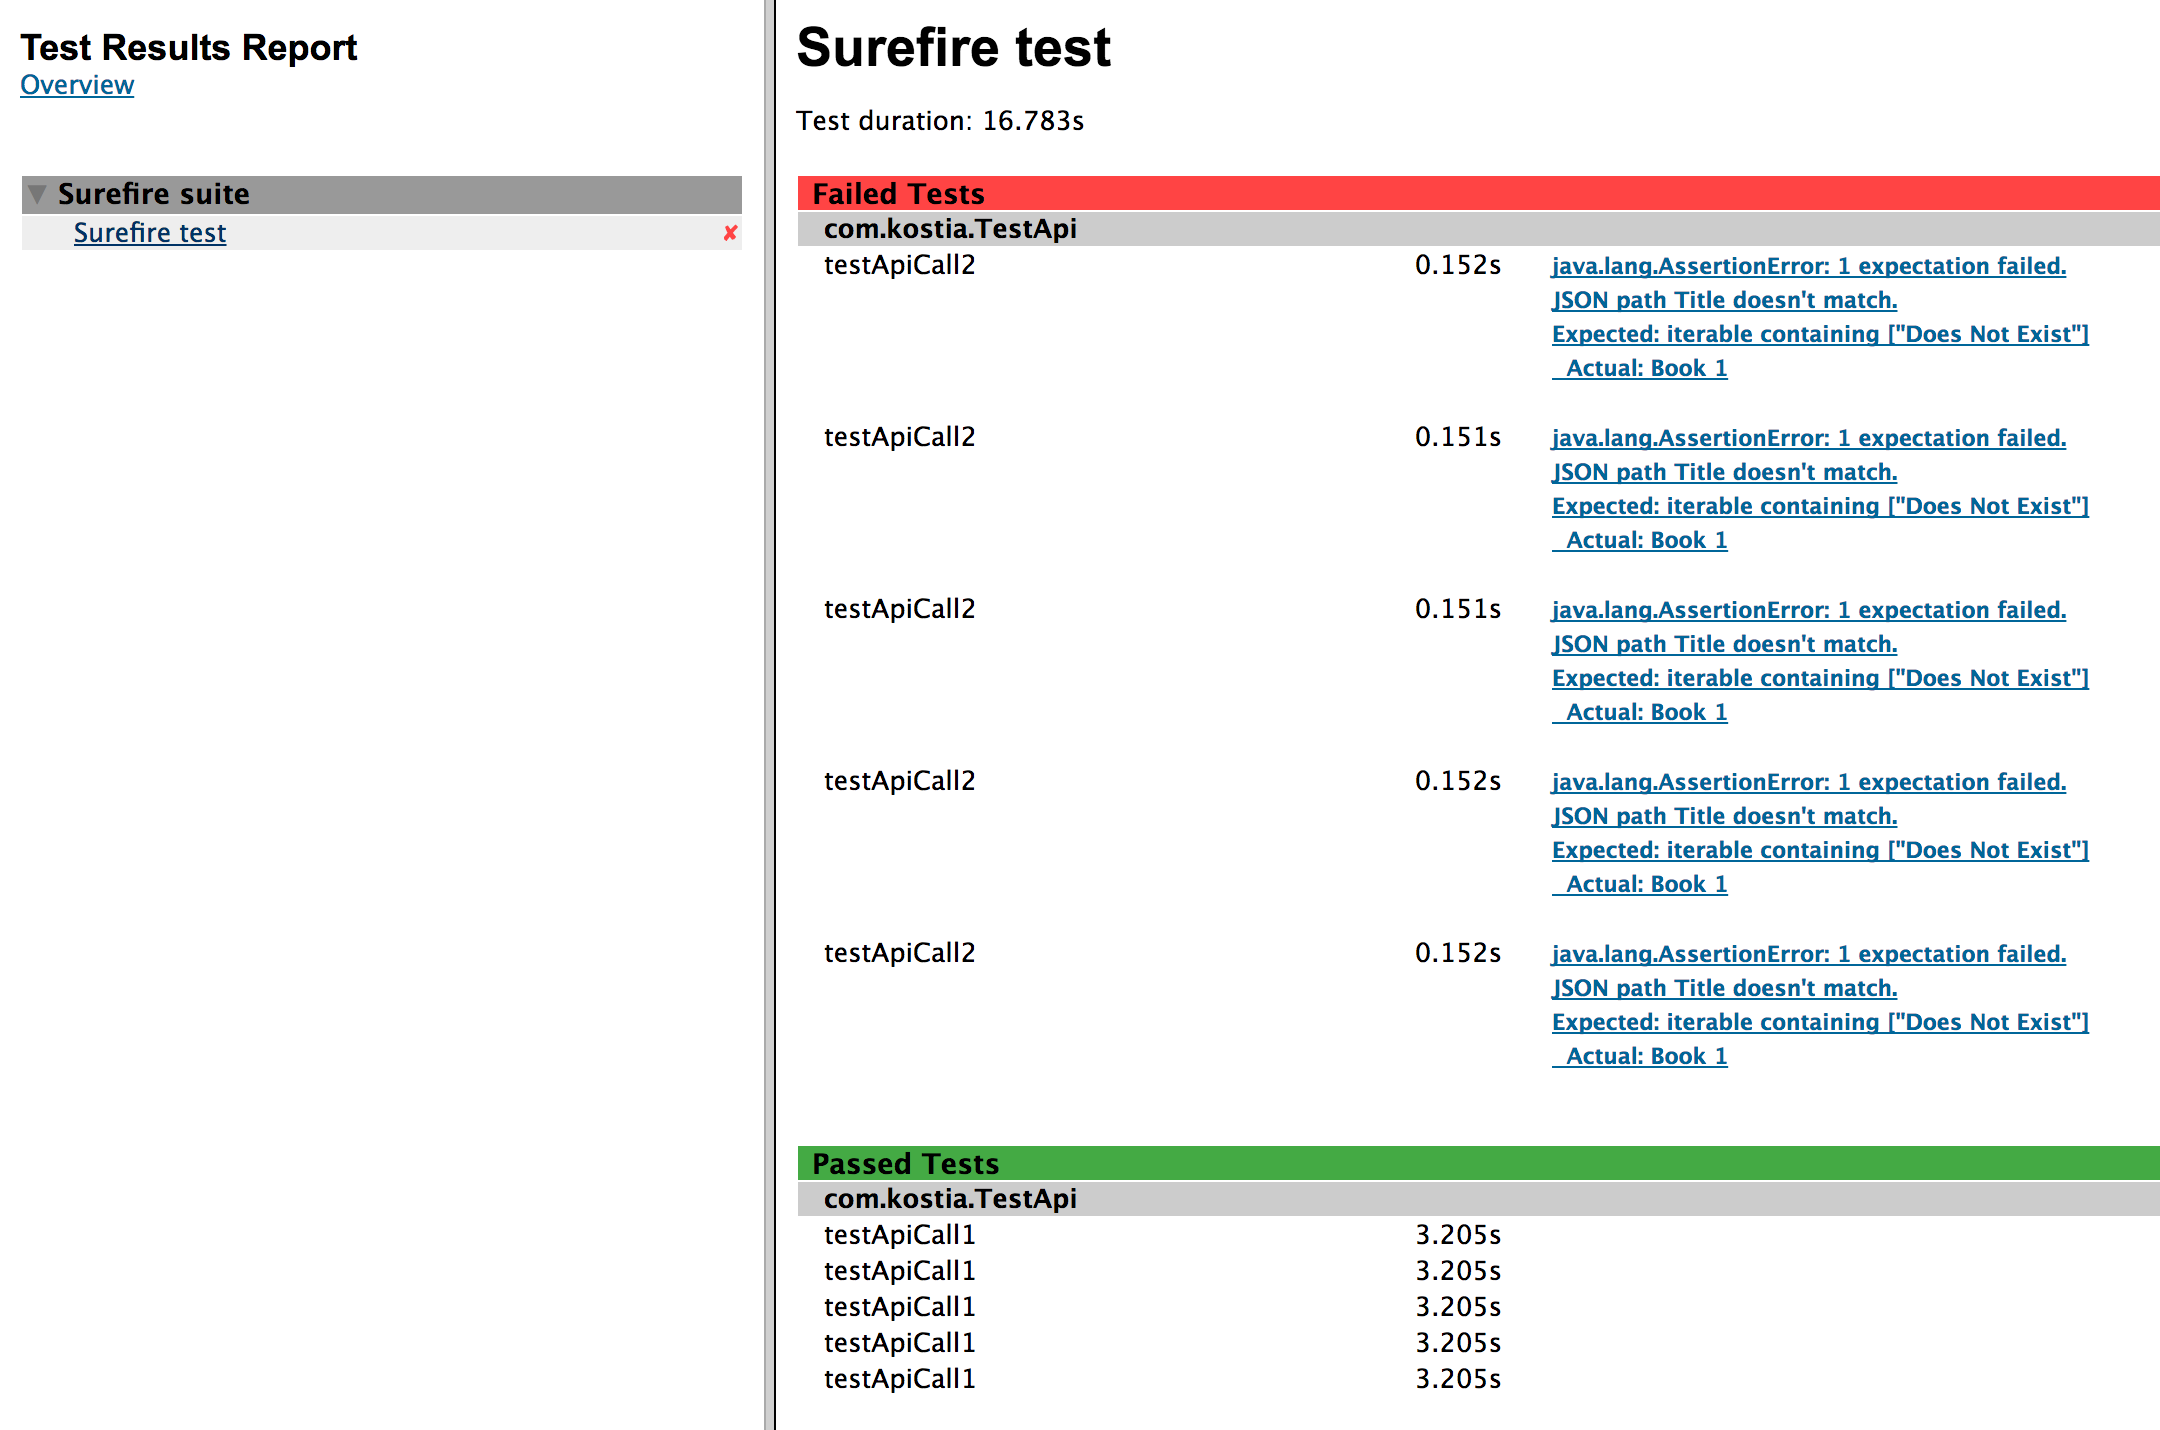 Test Results Report
Overview
Surefire suite
Surefire test ✘
Surefire test
Test duration: 16.783s
Failed Tests
com.kostia.TestApi
testApiCall2 0.152s java.lang.AssertionError: 1 expectation failed.
JSON path Title doesn't match.
Expected: iterable containing ["Does Not Exist"]
Actual: Book 1
testApiCall2 0.151s java.lang.AssertionError: 1 expectation failed.
JSON path Title doesn't match.
Expected: iterable containing ["Does Not Exist"]
Actual: Book 1
testApiCall2 0.151s java.lang.AssertionError: 1 expectation failed.
JSON path Title doesn't match.
Expected: iterable containing ["Does Not Exist"]
Actual: Book 1
testApiCall2 0.152s java.lang.AssertionError: 1 expectation failed.
JSON path Title doesn't match.
Expected: iterable containing ["Does Not Exist"]
Actual: Book 1
testApiCall2 0.152s java.lang.AssertionError: 1 expectation failed.
JSON path Title doesn't match.
Expected: iterable containing ["Does Not Exist"]
Actual: Book 1
Passed Tests
com.kostia.TestApi
testApiCall1 3.205s
testApiCall1 3.205s
testApiCall1 3.205s
testApiCall1 3.205s
testApiCall1 3.205s